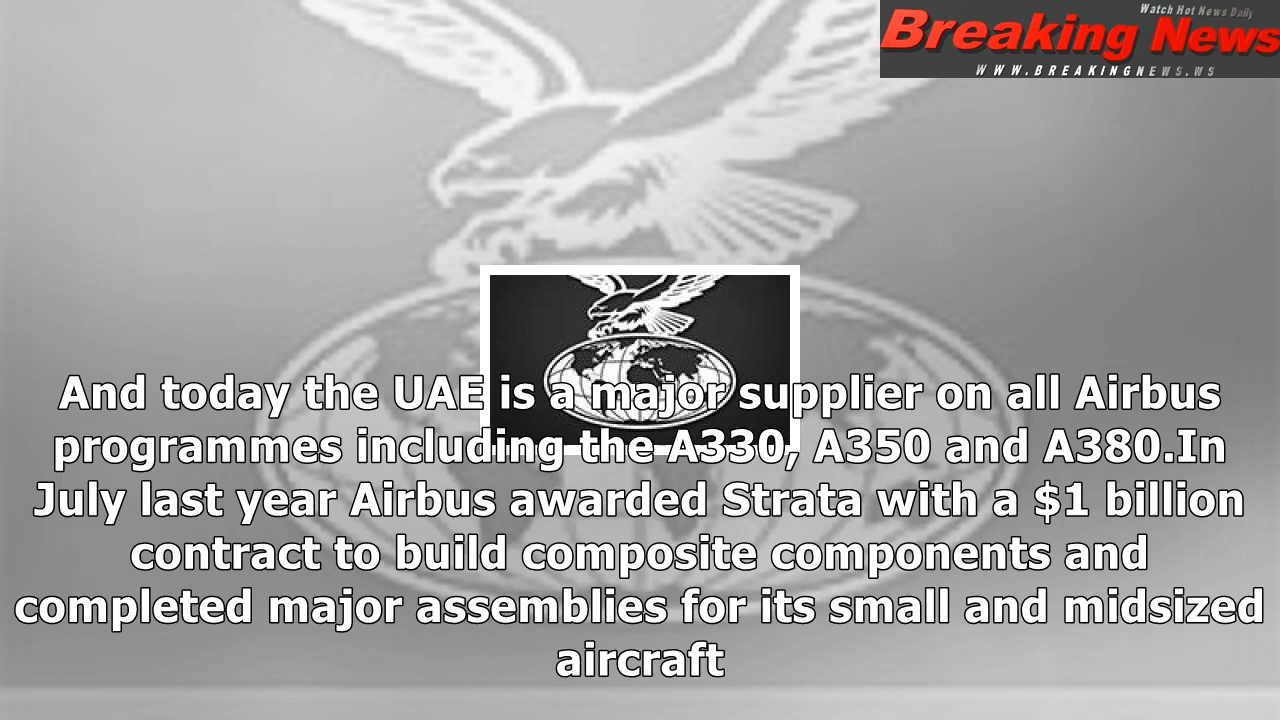 Watch Hot News Daily
Breaking News
WWW.BREAKINGNEWS.WS
And today the UAE is a major supplier on all Airbus
programmes including the A330, A350 and A380.In
July last year Airbus awarded Strata with a $1 billion
contract to build composite components and
completed major assemblies for its small and midsized
aircraft